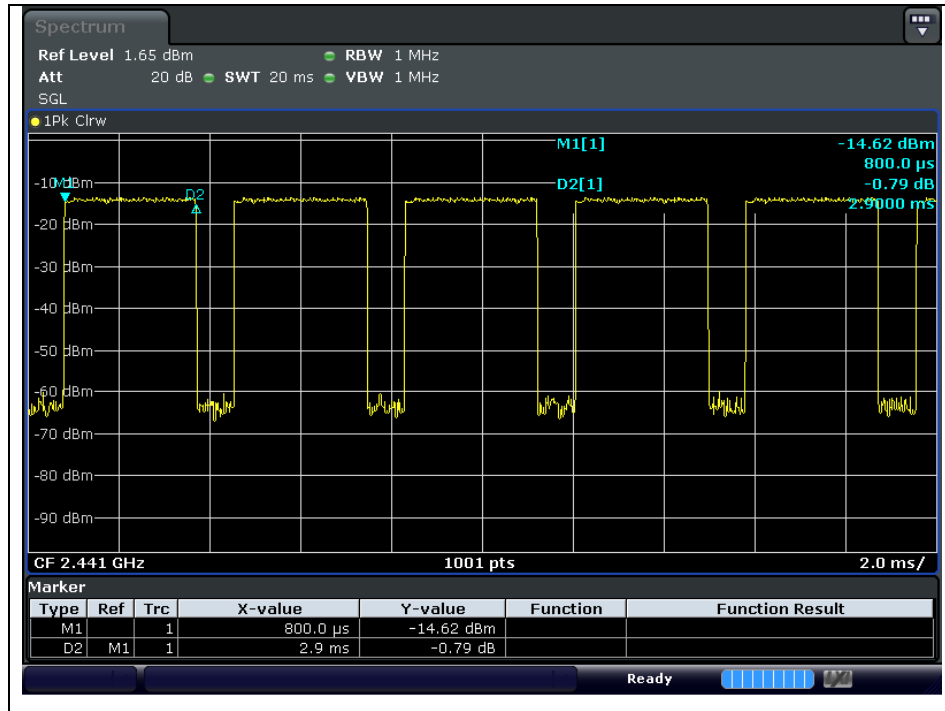 Spectrum
Ref Level 1.65 dBm RBW 1 MHz
Att 20 dB SWT 20 ms VBW 1 MHz
SGL
1Pk Clrw
M1[1] -14.62 dBm
800.0 µs
-10 dBm M1 D2[1] -0.79 dB
D2 2.9000 ms
-20 dBm
-30 dBm
-40 dBm
-50 dBm
-60 dBm
-70 dBm
-80 dBm
-90 dBm
CF 2.441 GHz 1001 pts 2.0 ms/
Marker
Type Ref Trc X-value Y-value Function Function Result
M1 1 800.0 µs -14.62 dBm
D2 M1 1 2.9 ms -0.79 dB
Ready